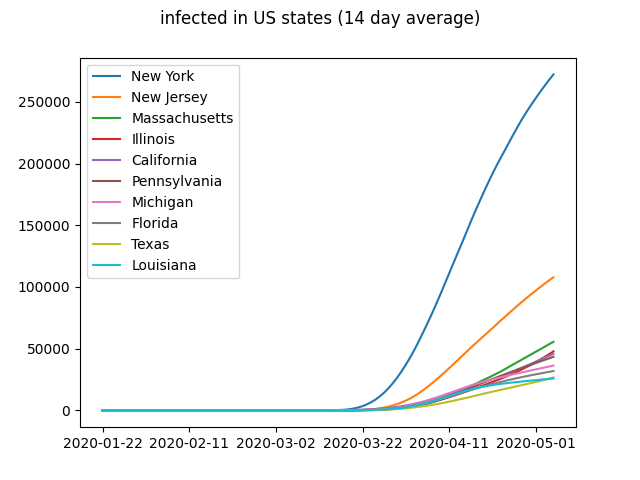 infected in US states (14 day average)
250000
200000
150000
100000
50000
0
New York
New Jersey
Massachusetts
Illinois
California
Pennsylvania
Michigan
Florida
Texas
Louisiana
2020-01-22 2020-02-11 2020-03-02 2020-03-22 2020-04-11 2020-05-01